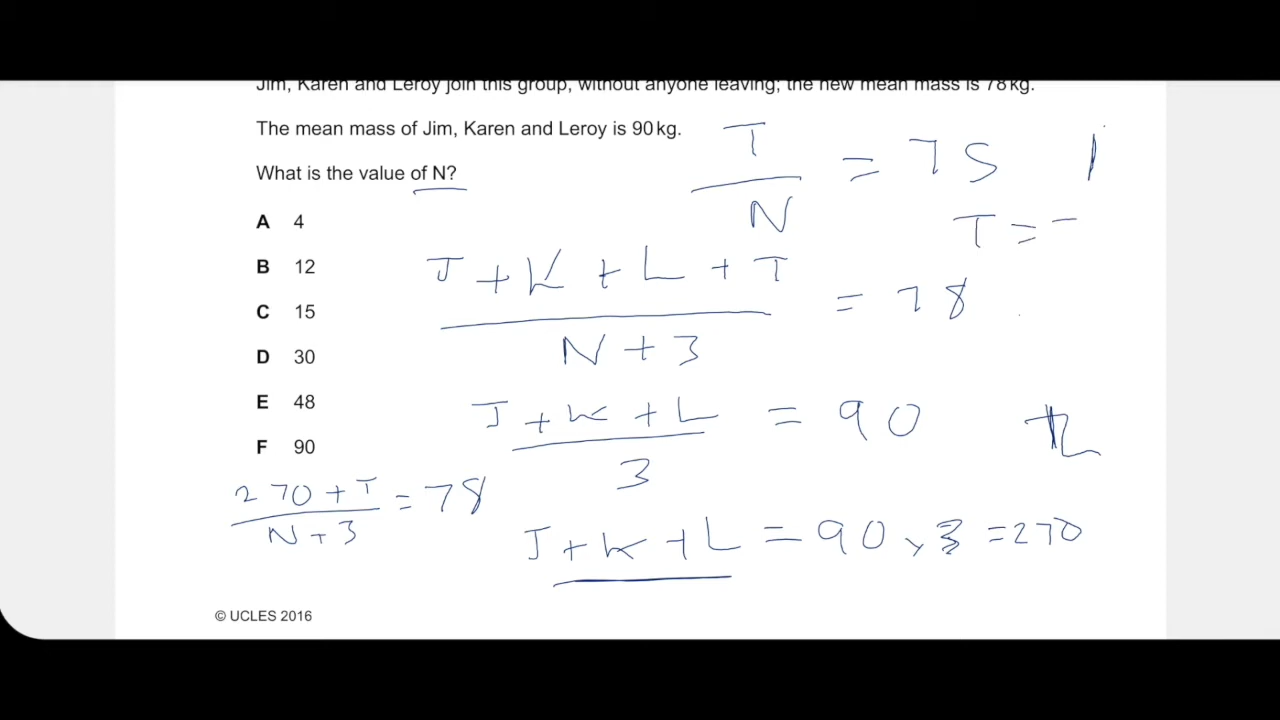 Jim, Karen and Leroy join this group, without anyone leaving; the new mean mass is 78 kg.
The mean mass of Jim, Karen and Leroy is 90 kg.
What is the value of N?
T
N
= 75
T =
A 4
B 12
C 15
D 30
E 48
F 90
J + K + L + T
N + 3
= 78
J + K + L
3
= 90
270 + T
N + 3
= 78
J + K + L = 90 × 3 = 270
© UCLES 2016